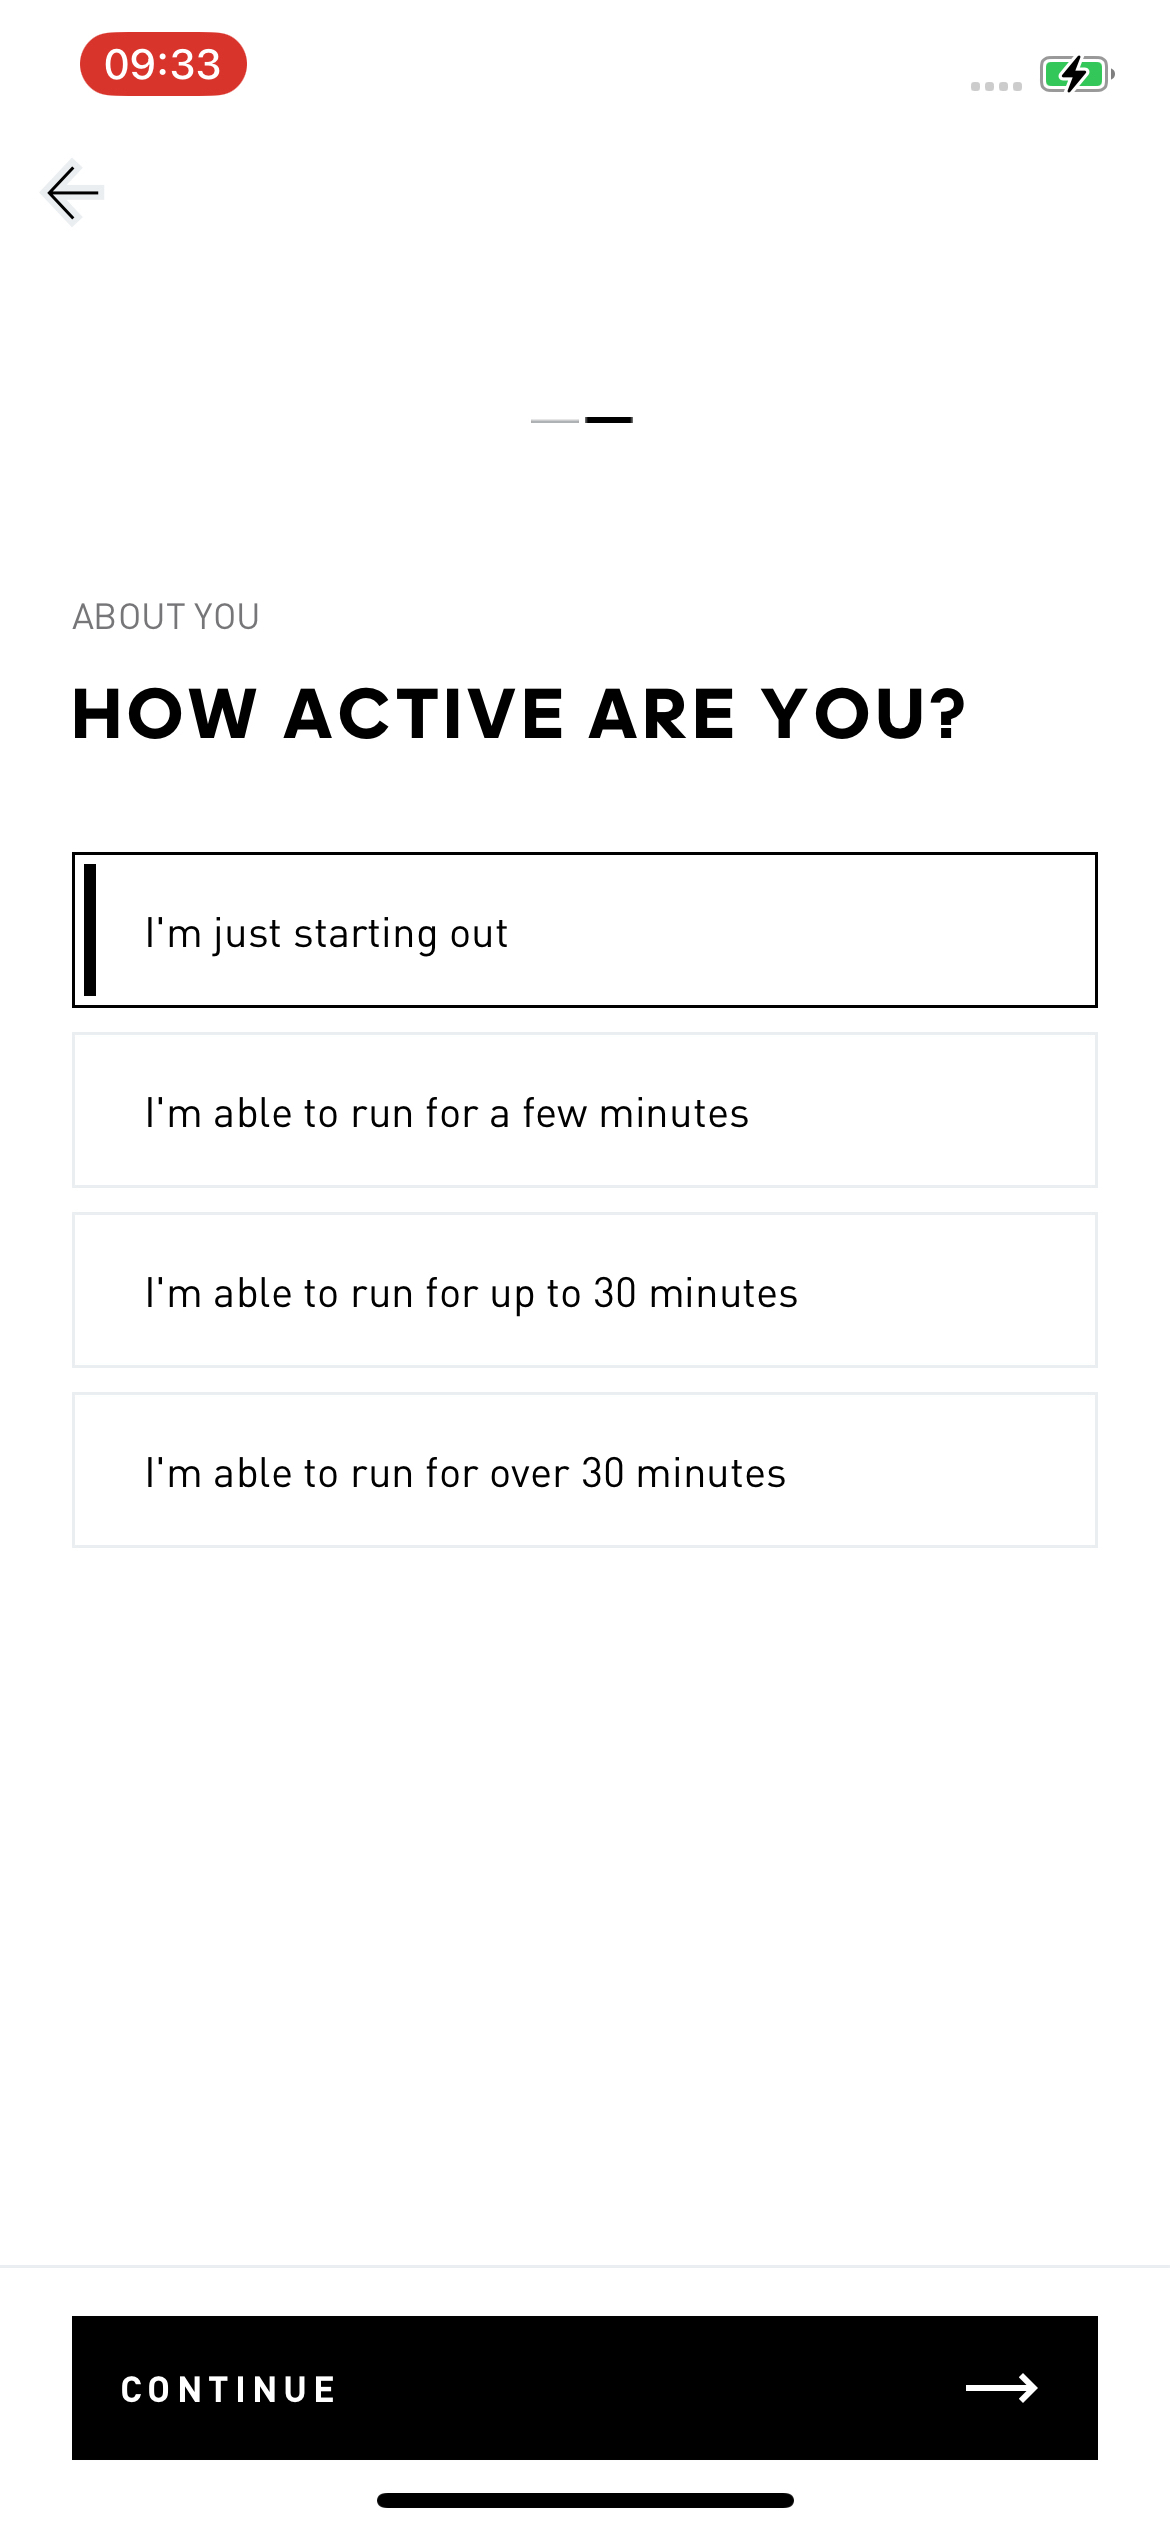 09:33
ABOUT YOU
HOW ACTIVE ARE YOU?
I'm just starting out
I'm able to run for a few minutes
I'm able to run for up to 30 minutes
I'm able to run for over 30 minutes
CONTINUE